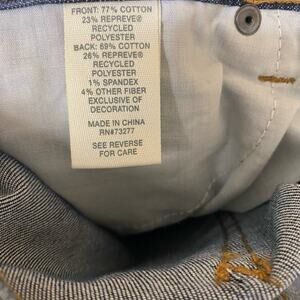 FRONT: 77% COTTON
23% REPREVE®
RECYCLED
POLYESTER
BACK: 69% COTTON
26% REPREVE®
RECYCLED
POLYESTER
1% SPANDEX
4% OTHER FIBER
EXCLUSIVE OF
DECORATION
MADE IN CHINA
RN#73277
SEE REVERSE
FOR CARE